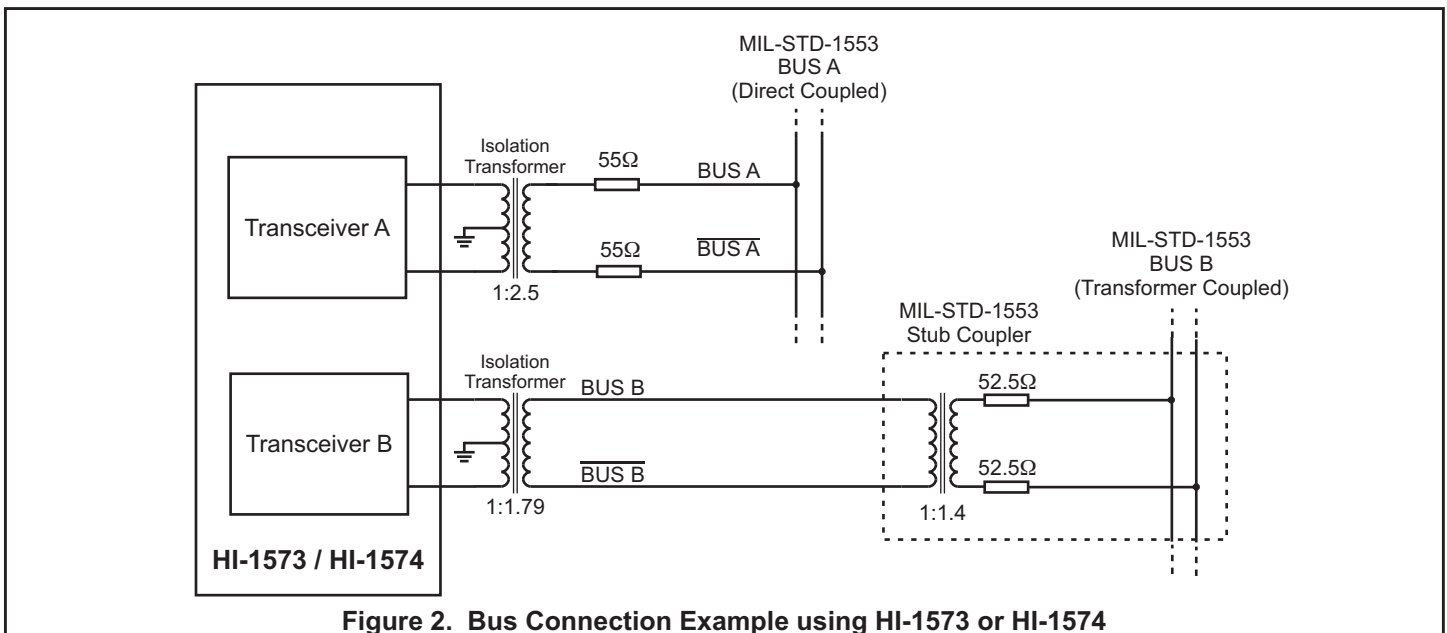 MIL-STD-1553
BUS A
(Direct Coupled)
Isolation
Transformer
55Ω
BUS A
Transceiver A
55Ω
BUS A
1:2.5
MIL-STD-1553
BUS B
(Transformer Coupled)
MIL-STD-1553
Stub Coupler
Isolation
Transformer
BUS B
52.5Ω
Transceiver B
BUS B
52.5Ω
1:1.79
1:1.4
HI-1573 / HI-1574
Figure 2. Bus Connection Example using HI-1573 or HI-1574